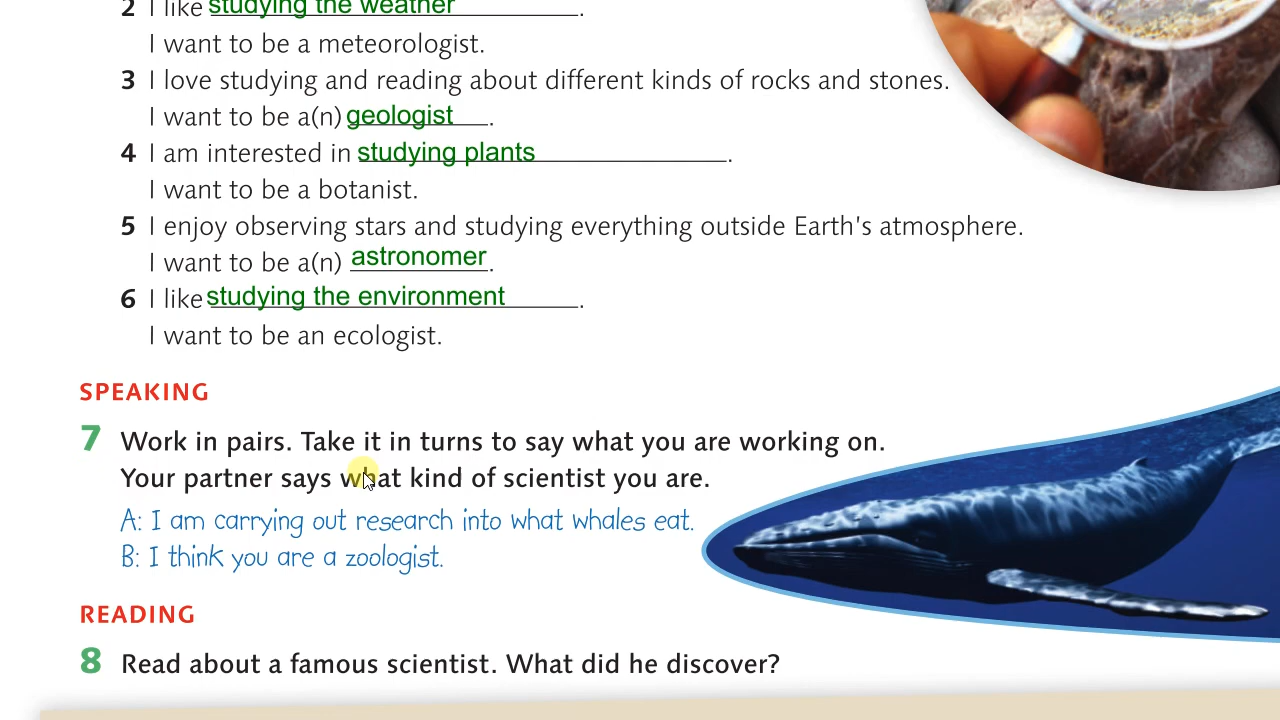 2 I like studying the weather.
I want to be a meteorologist.
3 I love studying and reading about different kinds of rocks and stones.
I want to be a(n) geologist.
4 I am interested in studying plants.
I want to be a botanist.
5 I enjoy observing stars and studying everything outside Earth's atmosphere.
I want to be a(n) astronomer.
6 I like studying the environment.
I want to be an ecologist.
SPEAKING
7 Work in pairs. Take it in turns to say what you are working on.
Your partner says what kind of scientist you are.
A: I am carrying out research into what whales eat.
B: I think you are a zoologist.
READING
8 Read about a famous scientist. What did he discover?